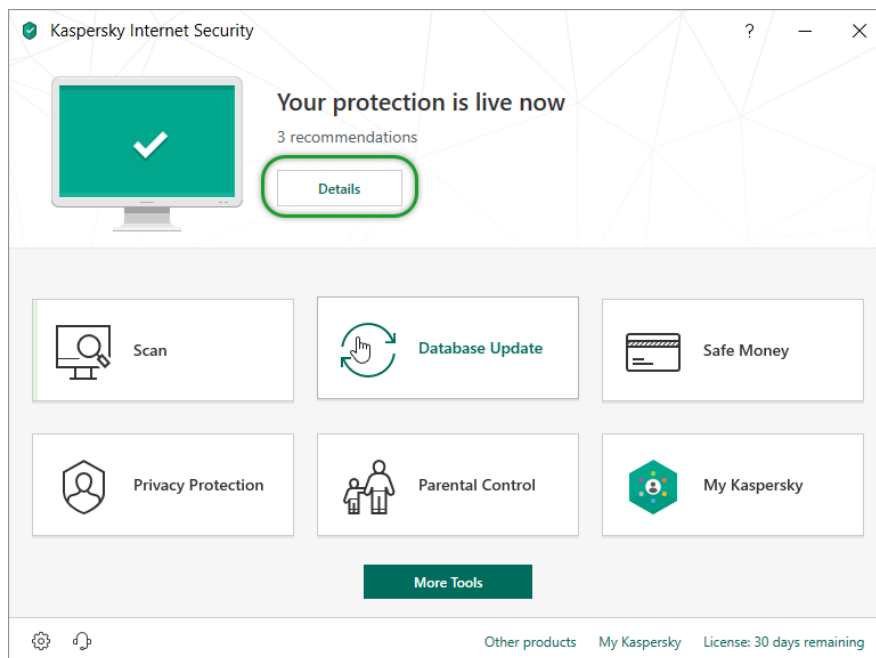 Kaspersky Internet Security
?
Your protection is live now
3 recommendations
Details
Scan
Database Update
Safe Money
Privacy Protection
Parental Control
My Kaspersky
More Tools
Other products My Kaspersky License: 30 days remaining